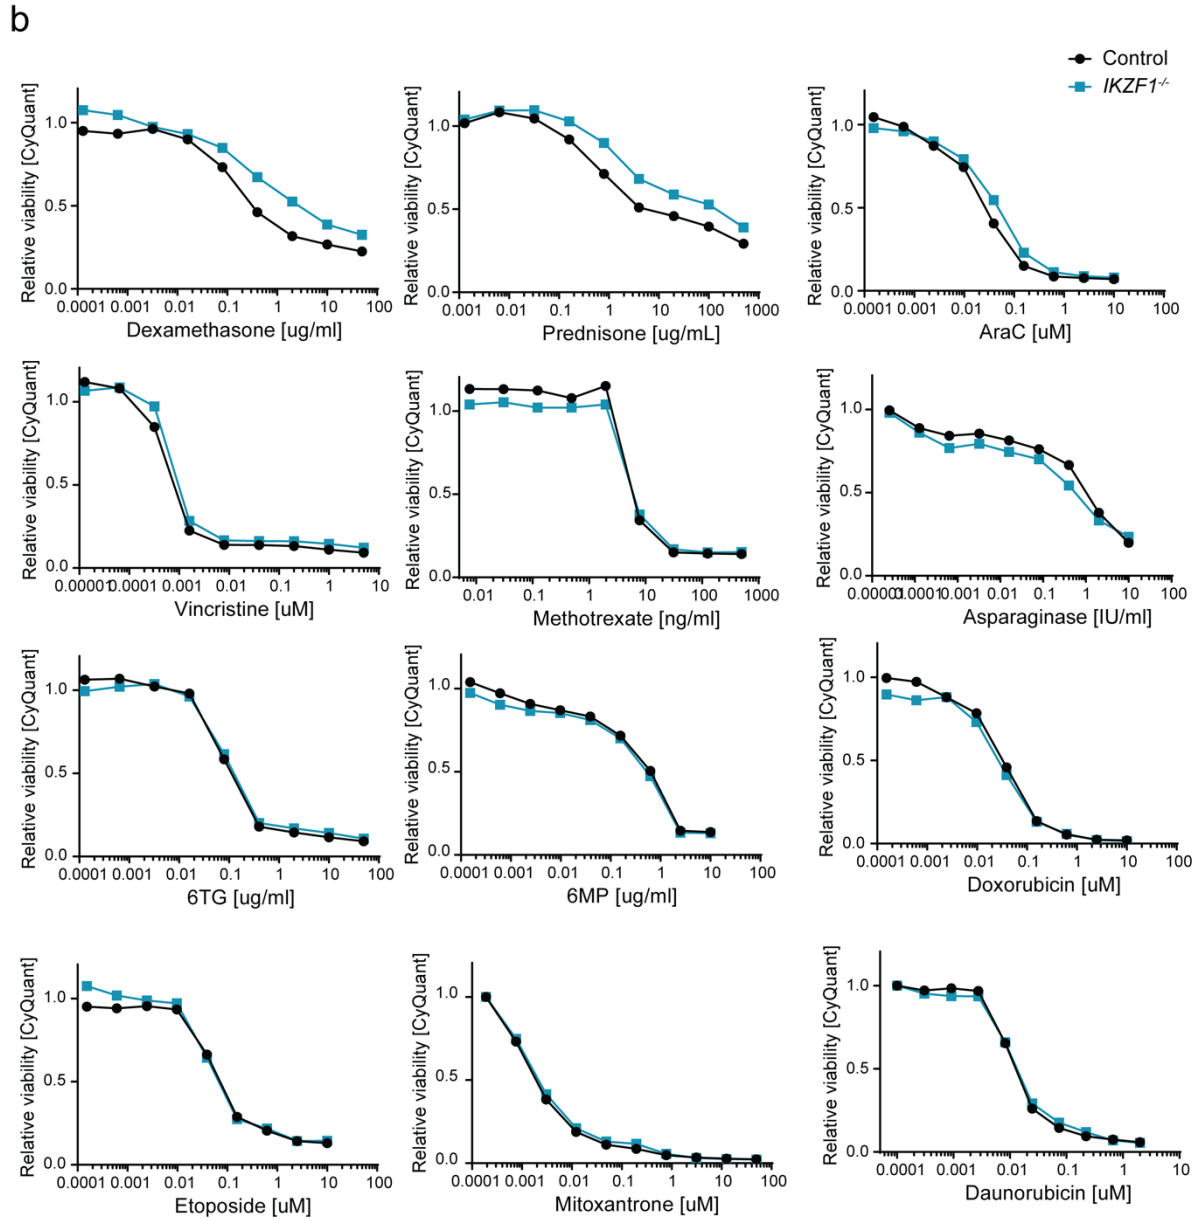 b
Control
IKZF1-/-
Relative viability [CyQuant]
1.0
0.5
0.0
0.0001 0.001 0.01 0.1 1 10 100
Dexamethasone [ug/ml]
Relative viability [CyQuant]
1.0
0.5
0.0
0.001 0.01 0.1 1 10 100 1000
Prednisone [ug/mL]
Relative viability [CyQuant]
1.0
0.5
0.0
0.0001 0.001 0.01 0.1 1 10 100
AraC [uM]
Relative viability [CyQuant]
1.0
0.5
0.0
0.00001 0.001 0.01 0.1 1 10
Vincristine [uM]
Relative viability [CyQuant]
1.0
0.5
0.0
0.01 0.1 1 10 100 1000
Methotrexate [ng/ml]
Relative viability [CyQuant]
1.0
0.5
0.0
0.001 0.01 0.1 1 10 100
Asparaginase [IU/ml]
Relative viability [CyQuant]
1.0
0.5
0.0
0.0001 0.001 0.01 0.1 1 10 100
6TG [ug/ml]
Relative viability [CyQuant]
1.0
0.5
0.0
0.0001 0.001 0.01 0.1 1 10 100
6MP [ug/ml]
Relative viability [CyQuant]
1.0
0.5
0.0
0.0001 0.001 0.01 0.1 1 10 100
Doxorubicin [uM]
Relative viability [CyQuant]
1.0
0.5
0.0
0.0001 0.001 0.01 0.1 1 10 100
Etoposide [uM]
Relative viability [CyQuant]
1.0
0.5
0.0
0.0001 0.001 0.01 0.1 1 10 100
Mitoxantrone [uM]
Relative viability [CyQuant]
1.0
0.5
0.0
0.0001 0.001 0.01 0.1 1 10
Daunorubicin [uM]